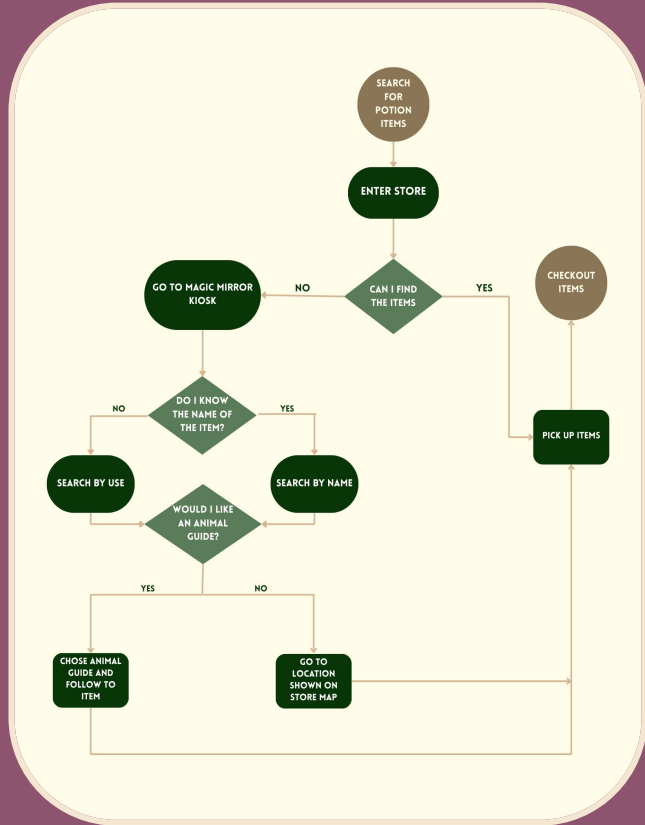 SEARCH
FOR
POTION
ITEMS
ENTER STORE
CAN I FIND
THE ITEMS
NO
YES
CHECKOUT
ITEMS
GO TO MAGIC MIRROR
KIOSK
DO I KNOW
THE NAME OF
THE ITEM?
NO
YES
PICK UP ITEMS
SEARCH BY USE
SEARCH BY NAME
WOULD I LIKE
AN ANIMAL
GUIDE?
YES
NO
CHOSE ANIMAL
GUIDE AND
FOLLOW TO
ITEM
GO TO
LOCATION
SHOWN ON
STORE MAP